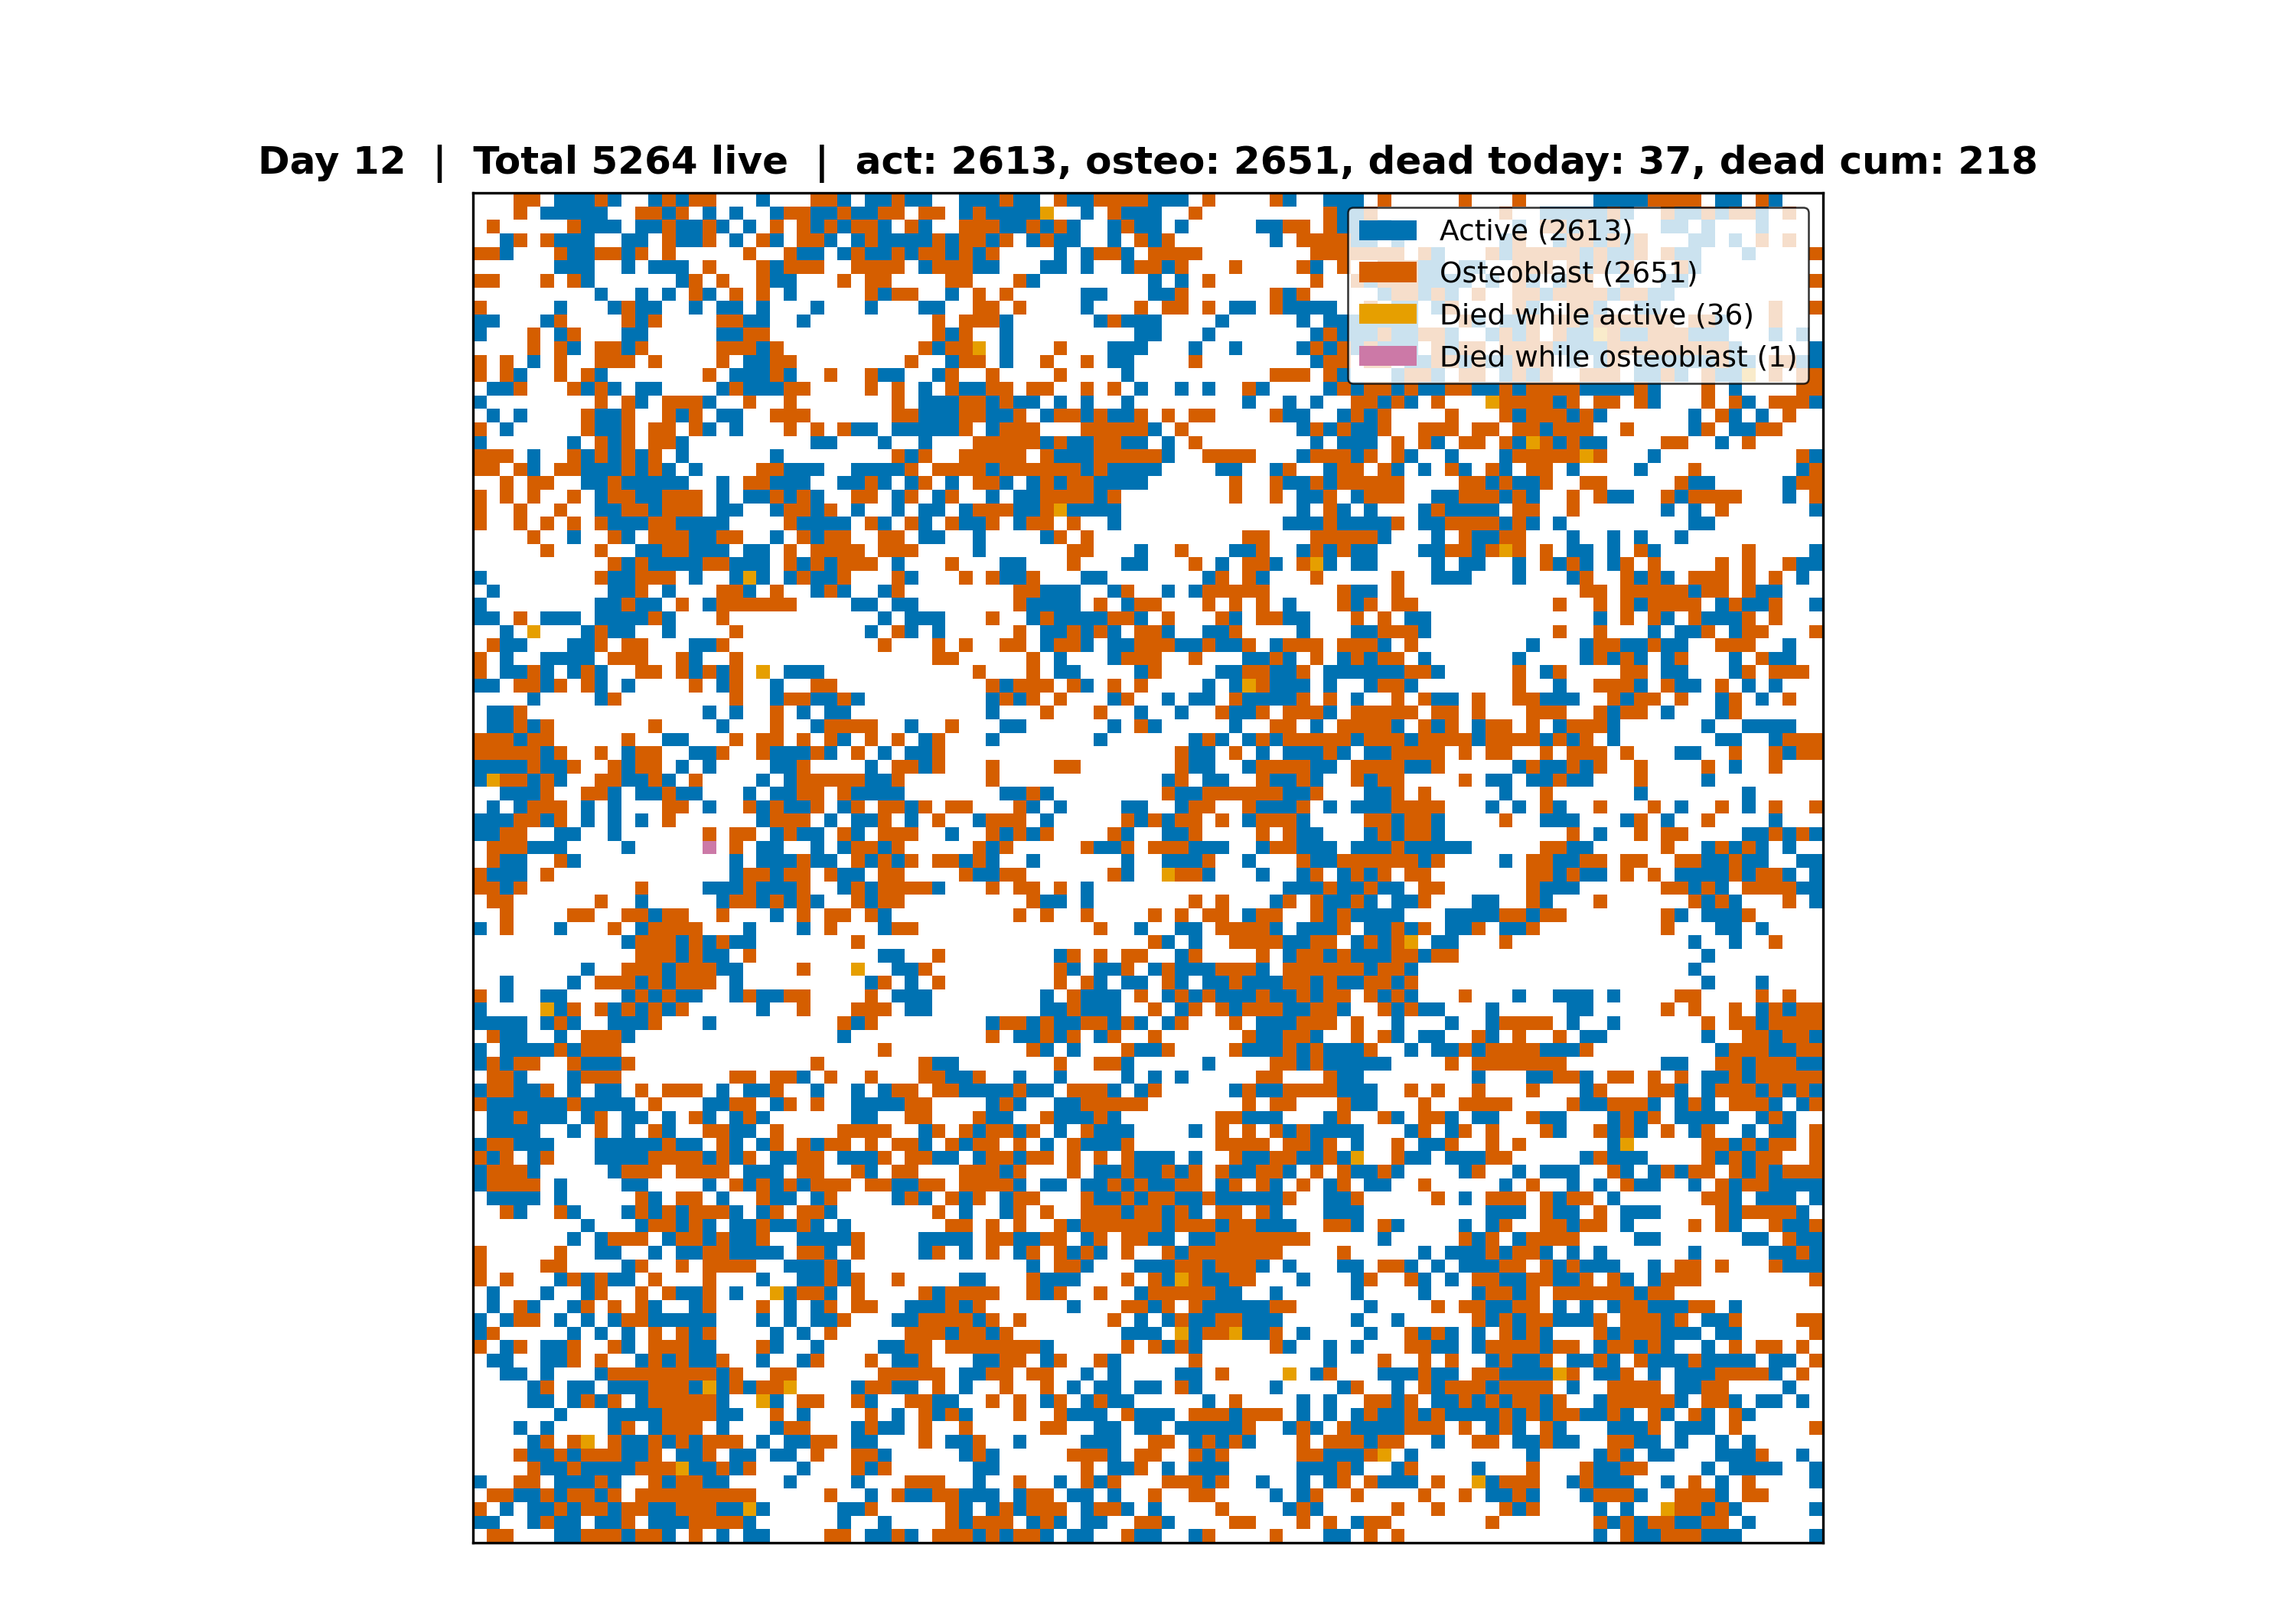 Day 12 | Total 5264 live | act: 2613, osteo: 2651, dead today: 37, dead cum: 218
Active (2613)
Osteoblast (2651)
Died while active (36)
Died while osteoblast (1)